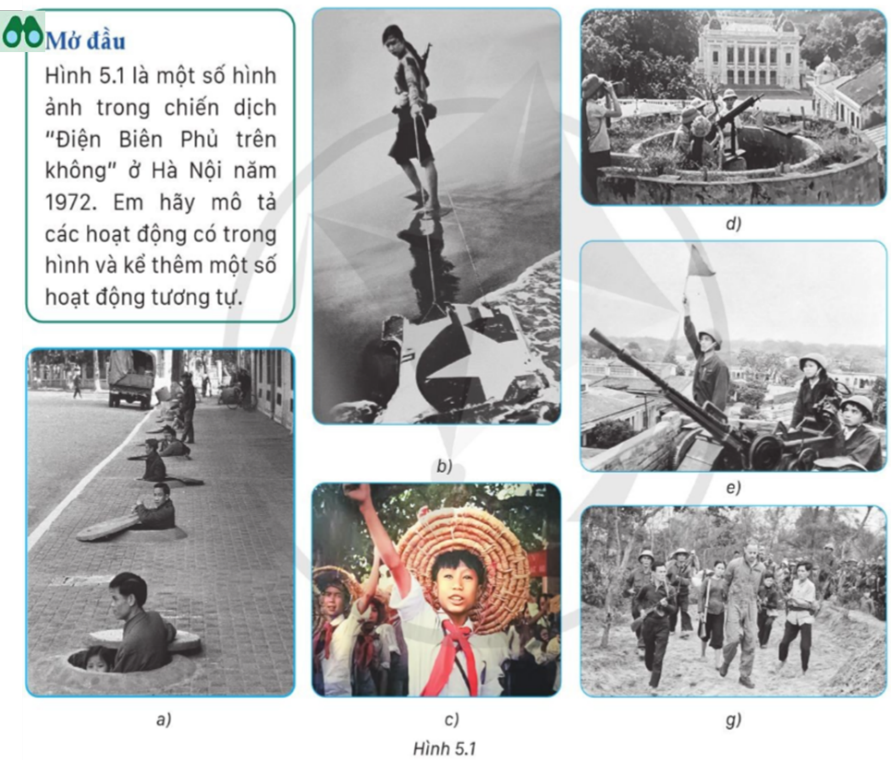 Mở đầu
Hình 5.1 là một số hình
ảnh trong chiến dịch
“Điện Biên Phủ trên
không” ở Hà Nội năm
1972. Em hãy mô tả
các hoạt động có trong
hình và kể thêm một số
hoạt động tương tự.
d)
b)
e)
a)
c)
g)
Hình 5.1